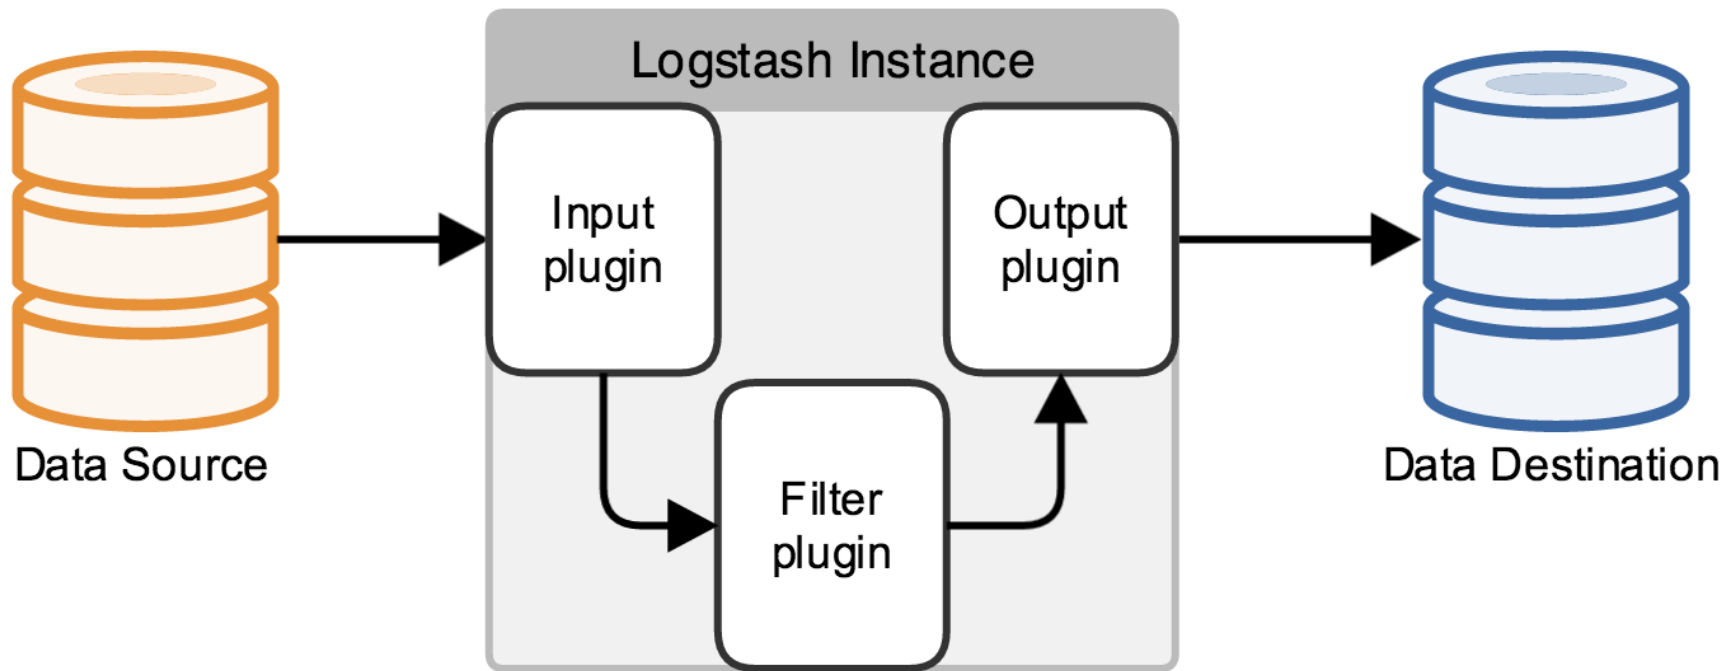 Logstash Instance
Input
plugin
Output
plugin
Data Source
Data Destination
Filter
plugin